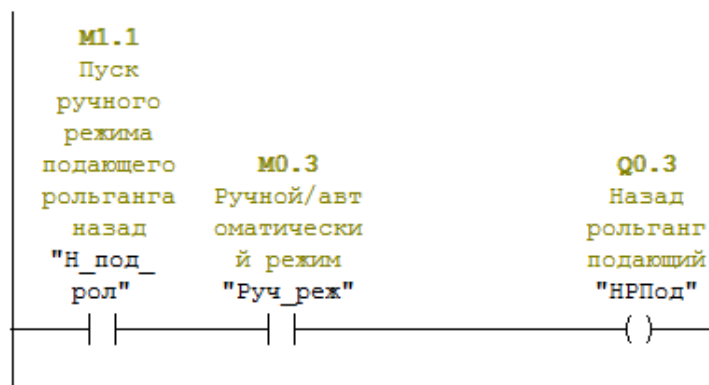 M1.1
Пуск
ручного
режима
подающего
рольганга
назад
"Н_под_
рол"
M0.3
Ручной/авт
оматически
й режим
"Руч_реж"
Q0.3
Назад
рольганг
подающий
"НРПод"